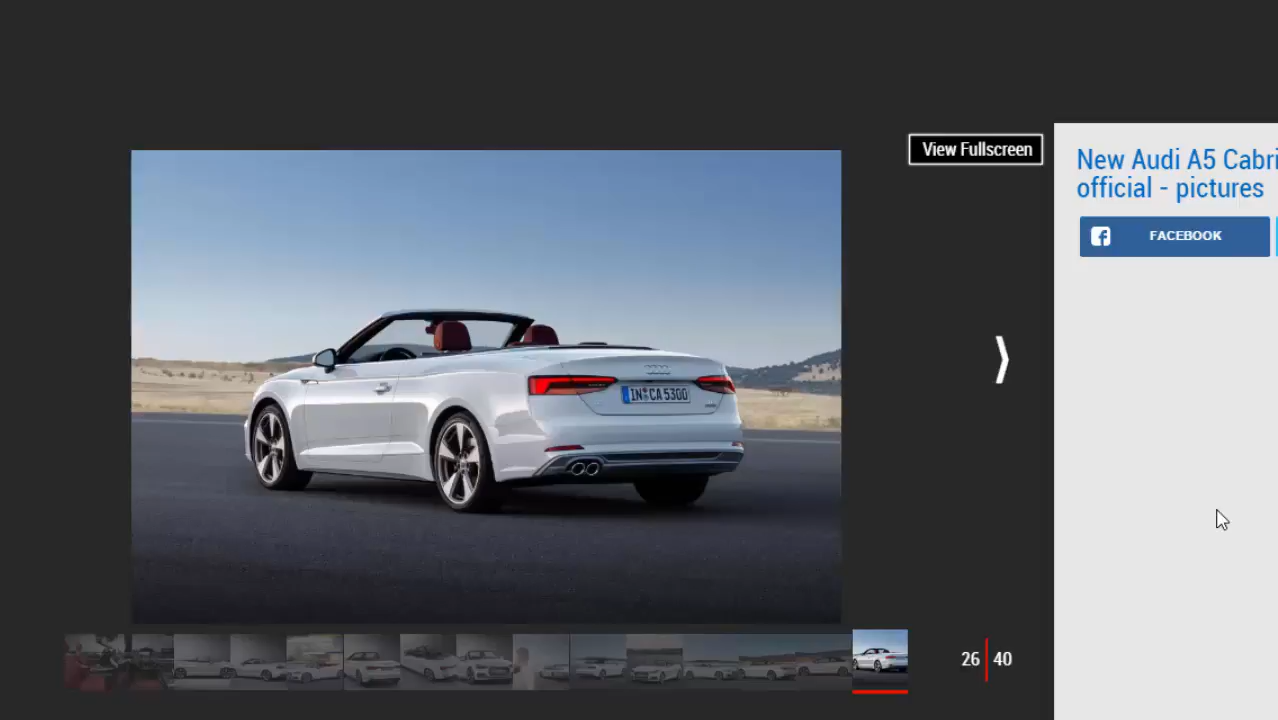 View Fullscreen
New Audi A5 Cabri
official - pictures
FACEBOOK
IN CA 5300
26 40